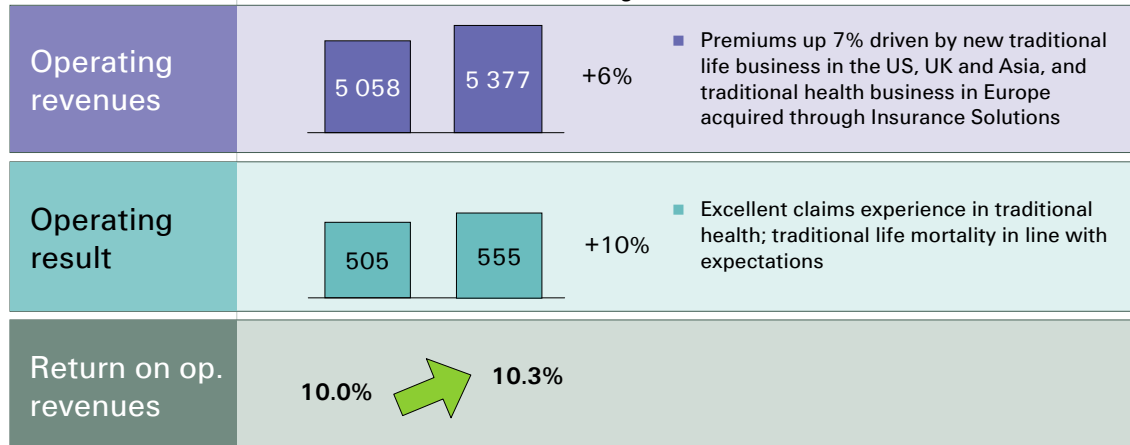 Operating
revenues
5 058
5 377
+6%
■ Premiums up 7% driven by new traditional
life business in the US, UK and Asia, and
traditional health business in Europe
acquired through Insurance Solutions
Operating
result
505
555
+10%
■ Excellent claims experience in traditional
health; traditional life mortality in line with
expectations
Return on op.
revenues
10.0%
10.3%